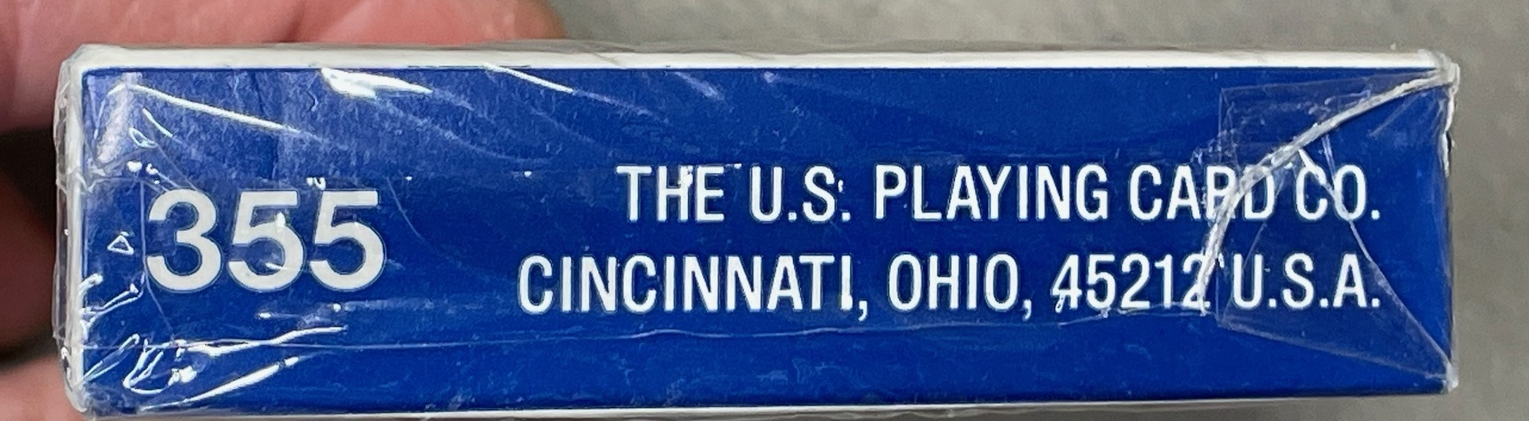 355
THE U.S. PLAYING CARD CO.
CINCINNATI, OHIO, 45212 U.S.A.